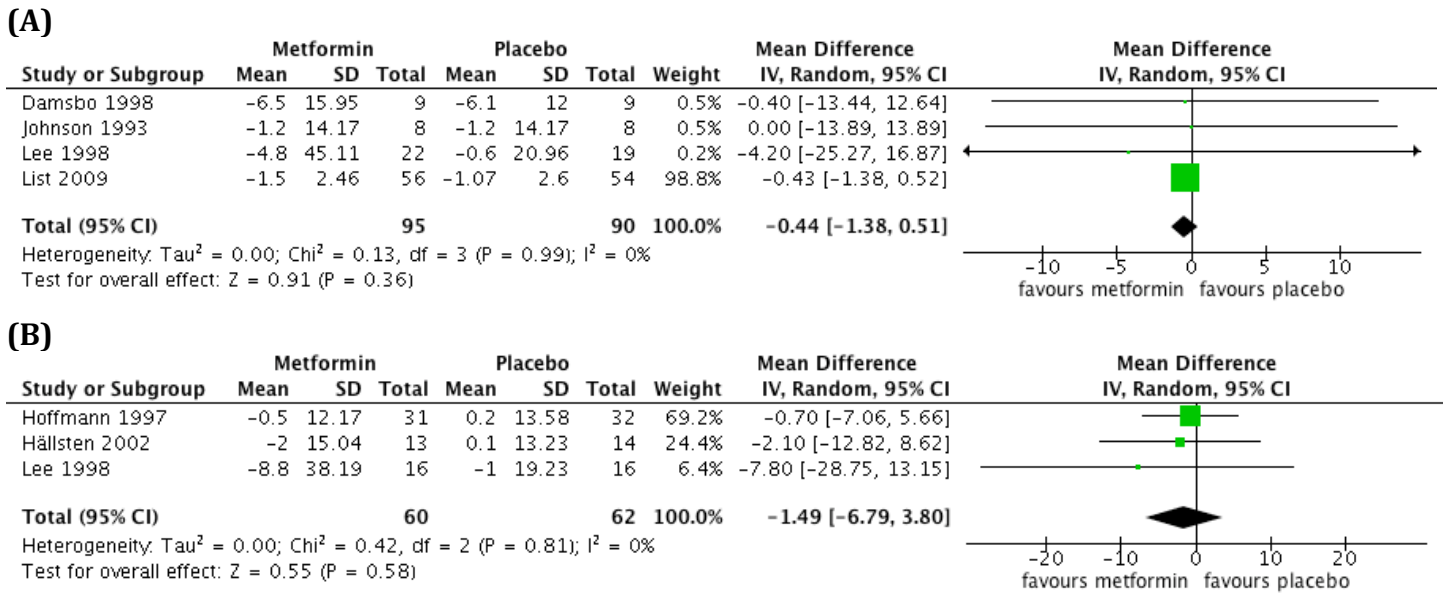 (A)
Metformin Placebo Mean Difference Mean Difference
Study or Subgroup Mean SD Total Mean SD Total Weight IV, Random, 95% CI IV, Random, 95% CI
Damsbo 1998 −6.5 15.95 9 −6.1 12 9 0.5% −0.40 [−13.44, 12.64]
Johnson 1993 −1.2 14.17 8 −1.2 14.17 8 0.5% 0.00 [−13.89, 13.89]
Lee 1998 −4.8 45.11 22 −0.6 20.96 19 0.2% −4.20 [−25.27, 16.87]
List 2009 −1.5 2.46 56 −1.07 2.6 54 98.8% −0.43 [−1.38, 0.52]
Total (95% CI) 95 90 100.0% −0.44 [−1.38, 0.51]
Heterogeneity: Tau² = 0.00; Chi² = 0.13, df = 3 (P = 0.99); I² = 0%
Test for overall effect: Z = 0.91 (P = 0.36)
−10 −5 0 5 10
favours metformin favours placebo
(B)
Metformin Placebo Mean Difference Mean Difference
Study or Subgroup Mean SD Total Mean SD Total Weight IV, Random, 95% CI IV, Random, 95% CI
Hoffmann 1997 −0.5 12.17 31 0.2 13.58 32 69.2% −0.70 [−7.06, 5.66]
Hällsten 2002 −2 15.04 13 0.1 13.23 14 24.4% −2.10 [−12.82, 8.62]
Lee 1998 −8.8 38.19 16 −1 19.23 16 6.4% −7.80 [−28.75, 13.15]
Total (95% CI) 60 62 100.0% −1.49 [−6.79, 3.80]
Heterogeneity: Tau² = 0.00; Chi² = 0.42, df = 2 (P = 0.81); I² = 0%
Test for overall effect: Z = 0.55 (P = 0.58)
−20 −10 0 10 20
favours metformin favours placebo